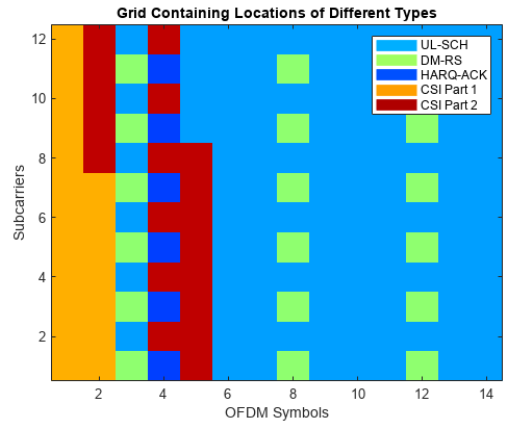 Grid Containing Locations of Different Types
12
10
8
6
4
2
Subcarriers
UL-SCH
DM-RS
HARQ-ACK
CSI Part 1
CSI Part 2
2 4 6 8 10 12 14
OFDM Symbols